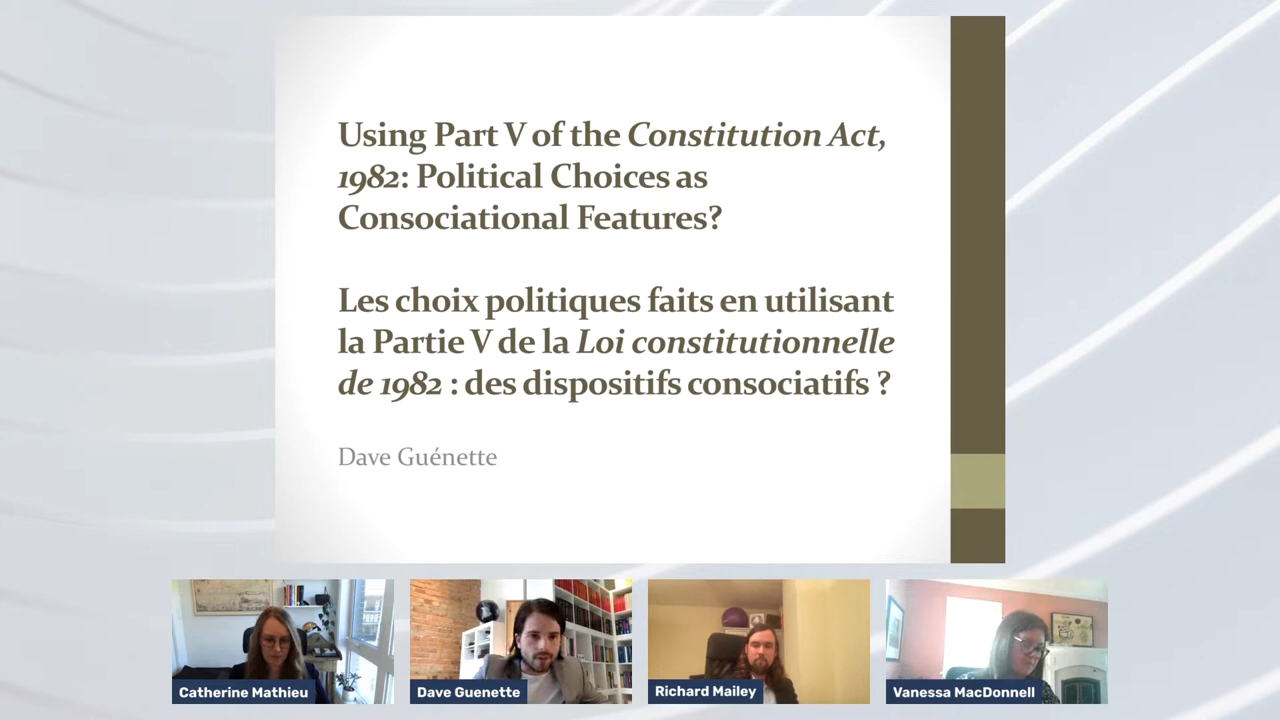 Using Part V of the Constitution Act,
1982: Political Choices as
Consociational Features?
Les choix politiques faits en utilisant
la Partie V de la Loi constitutionnelle
de 1982 : des dispositifs consociatifs ?
Dave Guénette
Catherine Mathieu
Dave Guenette
Richard Mailey
Vanessa MacDonnell